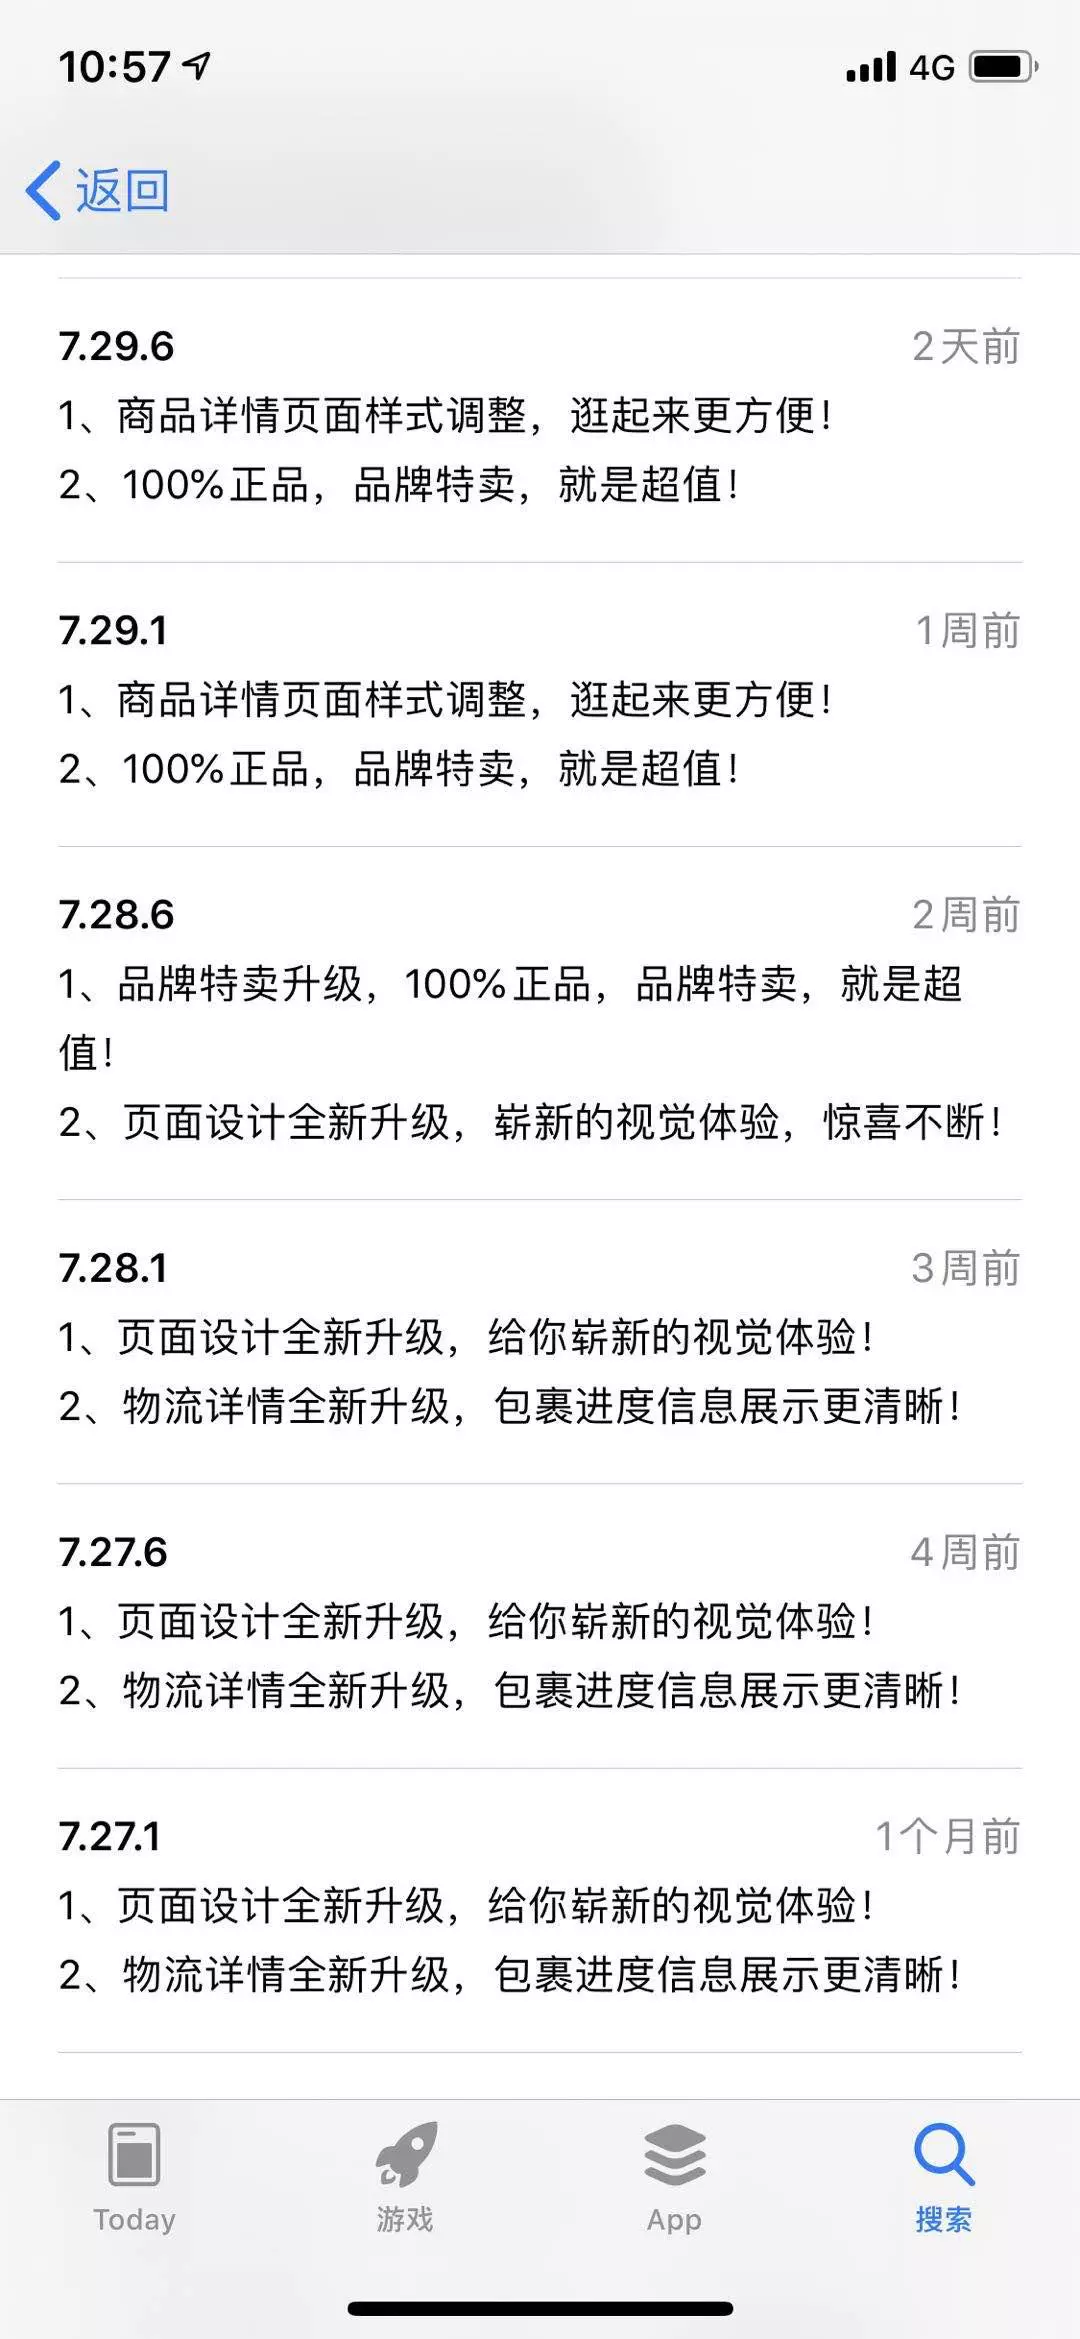 10:57 4G
返回
7.29.6 2天前
1、商品详情页面样式调整，逛起来更方便！
2、100%正品，品牌特卖，就是超值！
7.29.1 1周前
1、商品详情页面样式调整，逛起来更方便！
2、100%正品，品牌特卖，就是超值！
7.28.6 2周前
1、品牌特卖升级，100%正品，品牌特卖，就是超
值！
2、页面设计全新升级，崭新的视觉体验，惊喜不断！
7.28.1 3周前
1、页面设计全新升级，给你崭新的视觉体验！
2、物流详情全新升级，包裹进度信息展示更清晰！
7.27.6 4周前
1、页面设计全新升级，给你崭新的视觉体验！
2、物流详情全新升级，包裹进度信息展示更清晰！
7.27.1 1个月前
1、页面设计全新升级，给你崭新的视觉体验！
2、物流详情全新升级，包裹进度信息展示更清晰！
Today 游戏 App 搜索